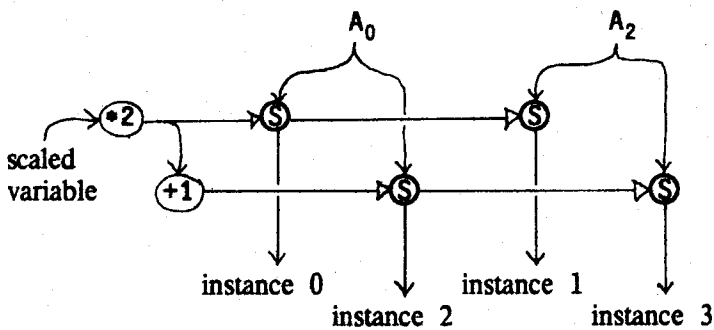 A₀ A₂
*2 S S
scaled
variable
+1 S S
instance 0 instance 1
instance 2 instance 3